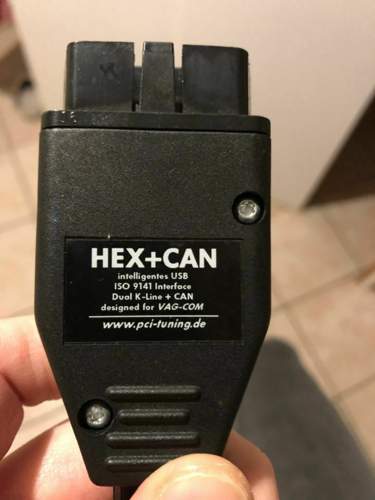 HEX+CAN
intelligentes USB
ISO 9141 Interface
Dual K-Line + CAN
designed for VAG-COM
www.pci-tuning.de